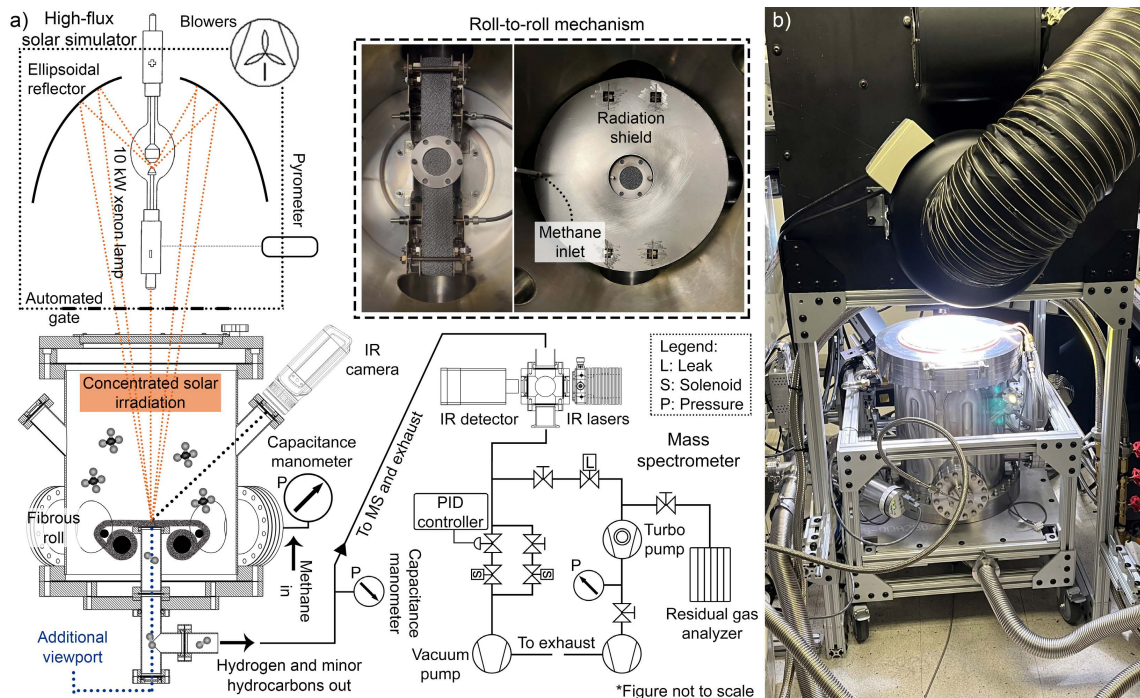 a)
High-flux
solar simulator
Blowers
Ellipsoidal
reflector
+
10 kW xenon lamp
−
Pyrometer
Automated
gate
Roll-to-roll mechanism
Radiation
shield
Methane
inlet
Concentrated solar
irradiation
IR
camera
Capacitance
manometer
P
Fibrous
roll
Methane
in
Additional
viewport
Hydrogen and minor
hydrocarbons out
To MS and exhaust
P
Capacitance
manometer
IR detector
IR lasers
Legend:
L: Leak
S: Solenoid
P: Pressure
Mass
spectrometer
L
PID
controller
S
S
Turbo
pump
P
Residual gas
analyzer
Vacuum
pump
To exhaust
*Figure not to scale
b)